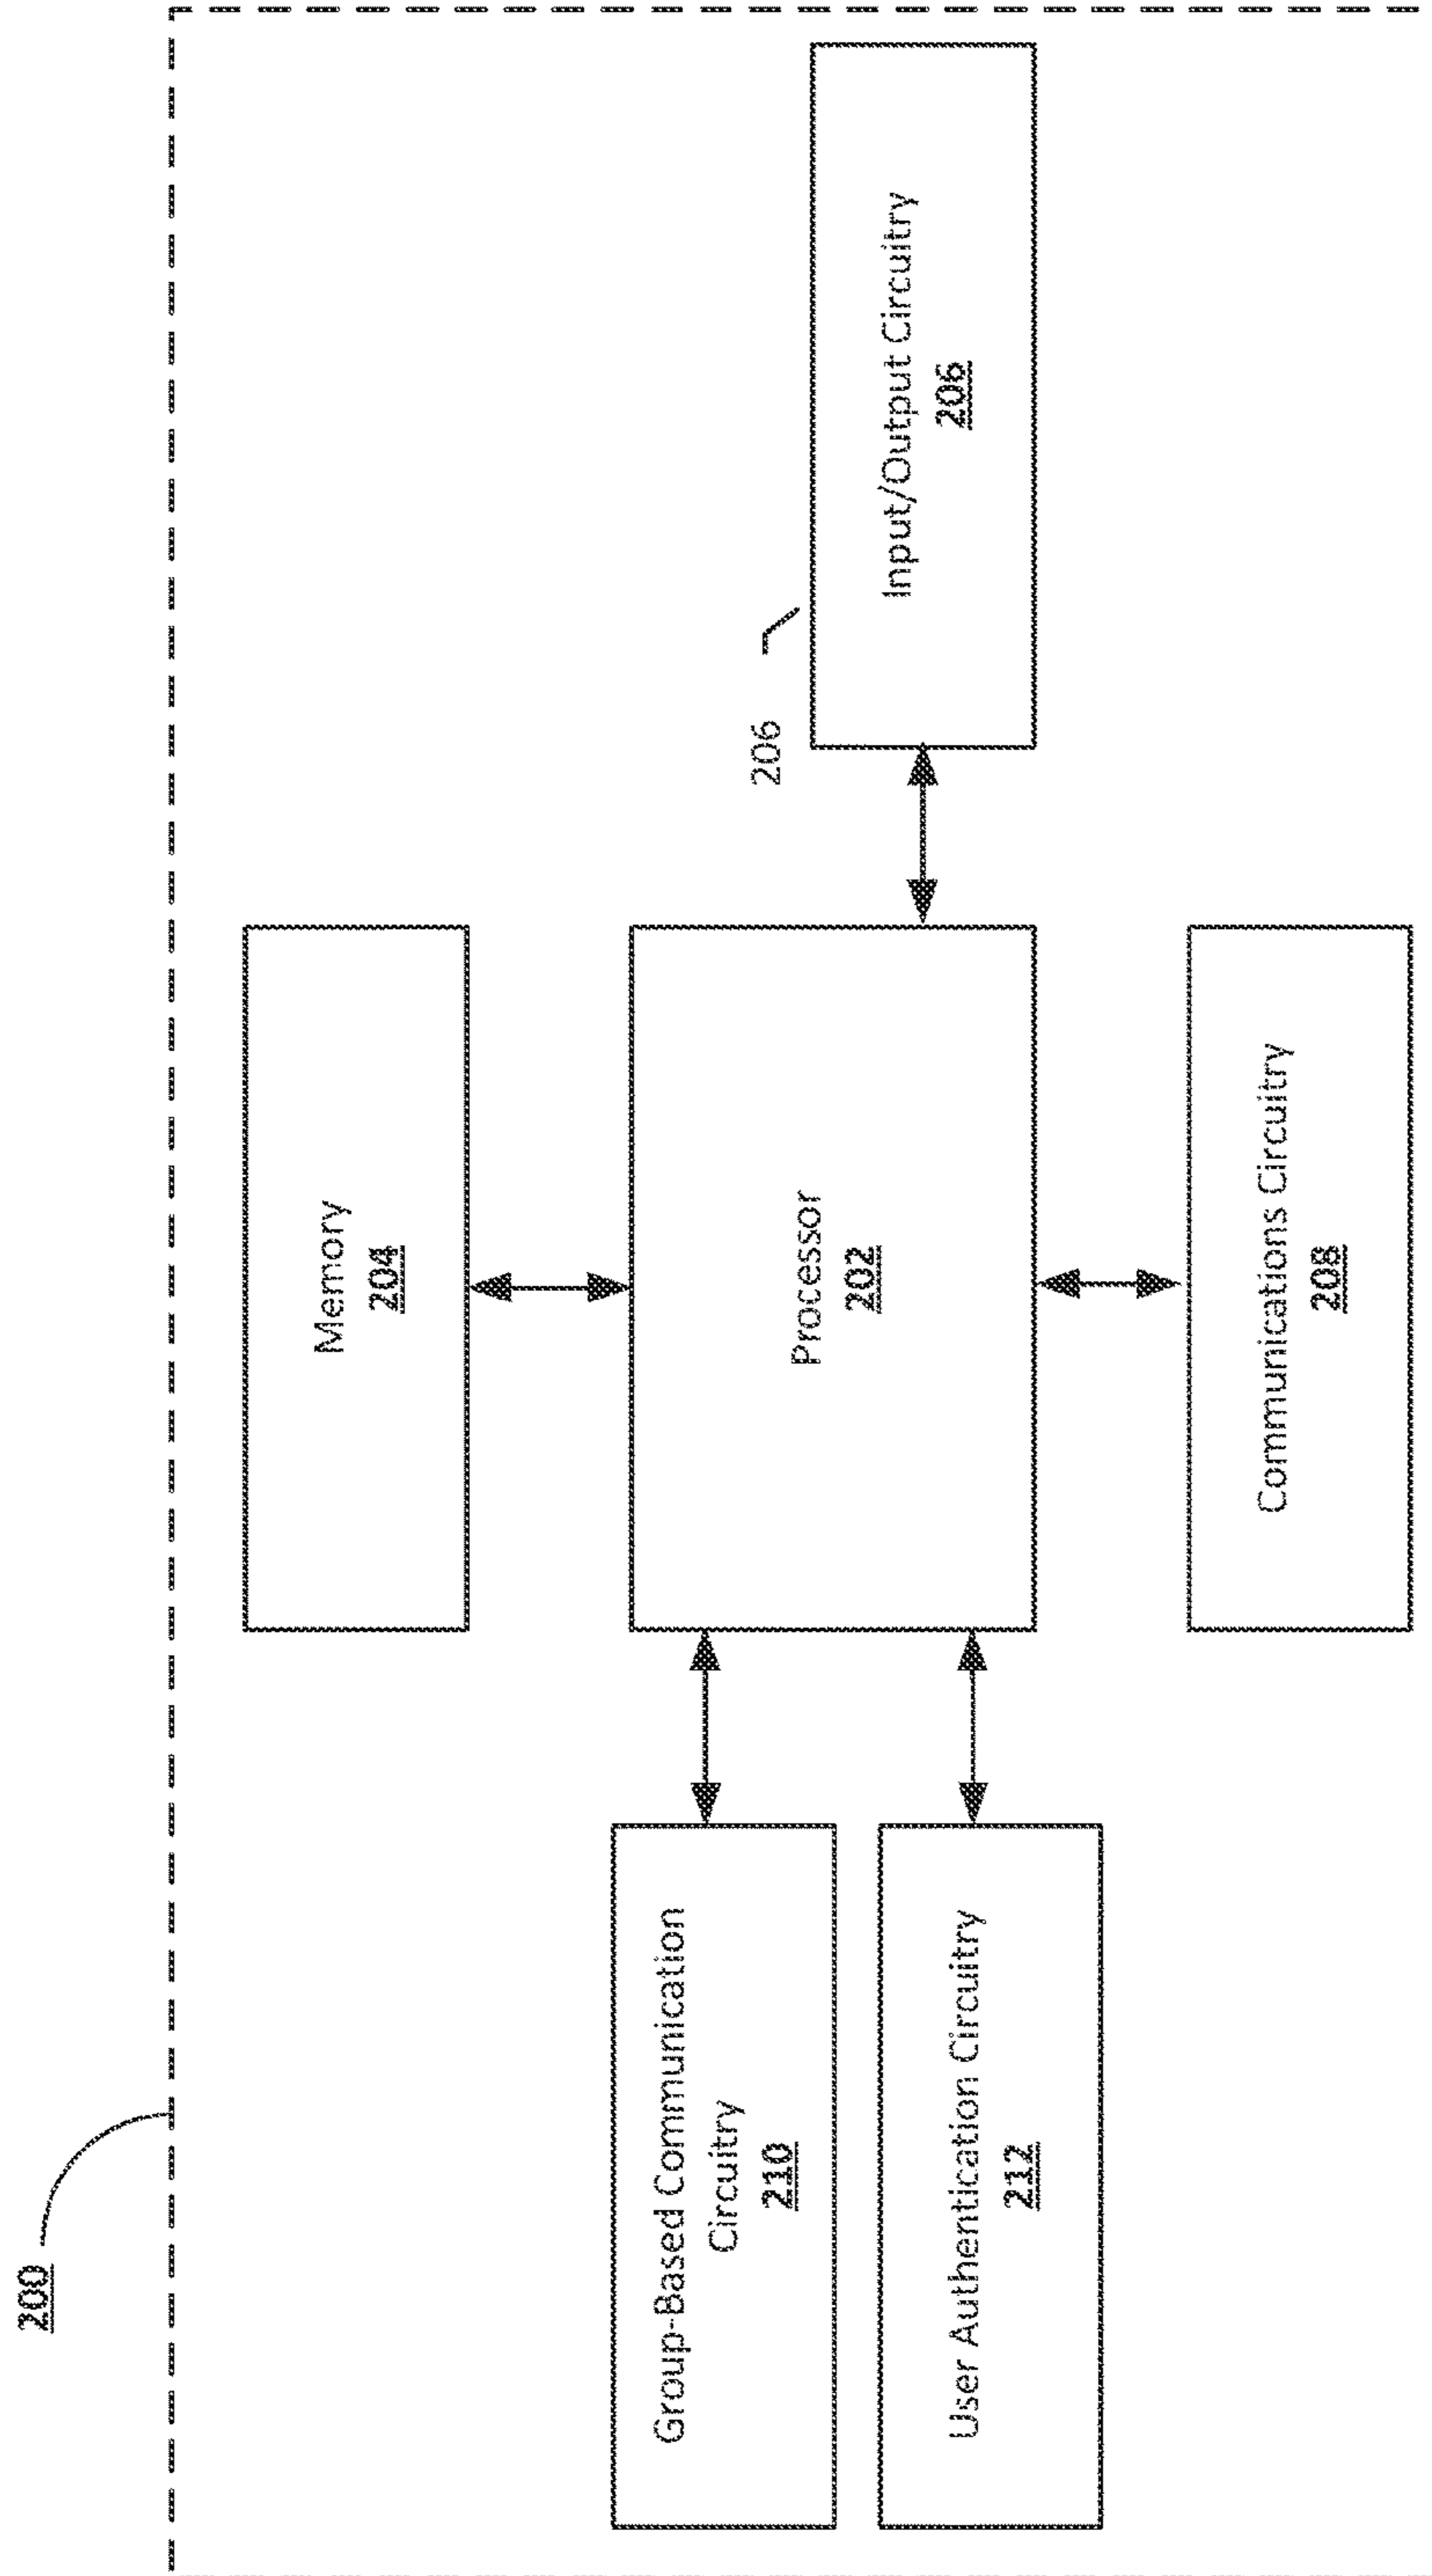 200
Memory
204
Group-Based Communication
Circuitry
210
Processor
202
206
Input/Output Circuitry
206
User Authentication Circuitry
212
Communications Circuitry
208